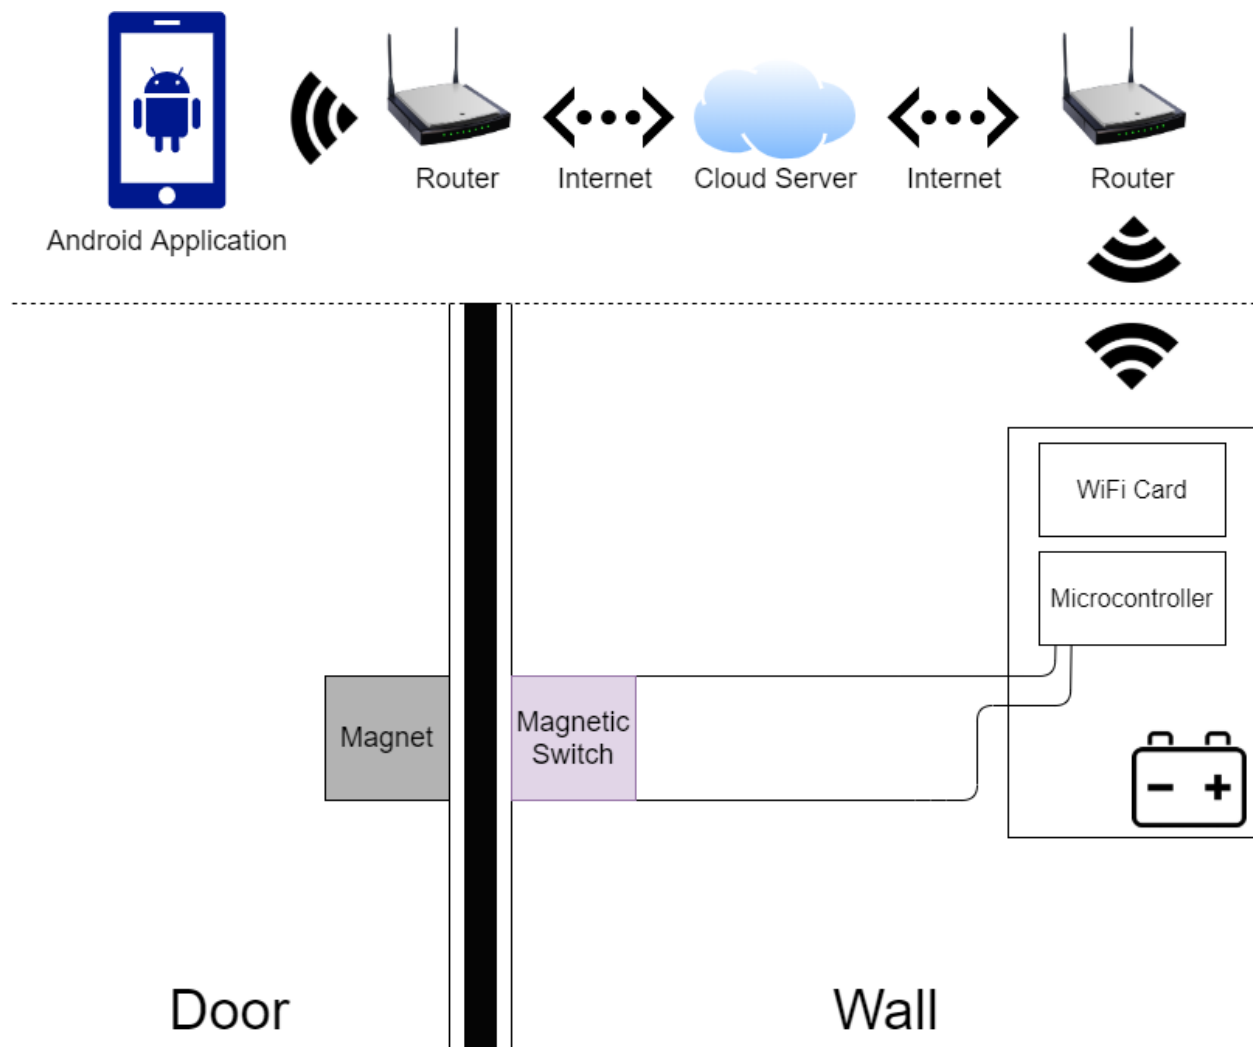 Router
Internet
Cloud Server
Internet
Router
Android Application
WiFi Card
Microcontroller
Magnet
Magnetic
Switch
Door
Wall